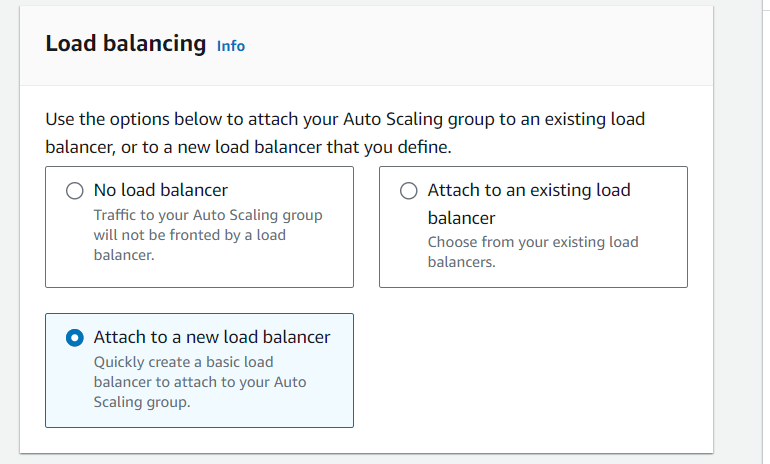 Load balancing Info
Use the options below to attach your Auto Scaling group to an existing load
balancer, or to a new load balancer that you define.
No load balancer
Traffic to your Auto Scaling group
will not be fronted by a load
balancer.
Attach to an existing load
balancer
Choose from your existing load
balancers.
Attach to a new load balancer
Quickly create a basic load
balancer to attach to your Auto
Scaling group.